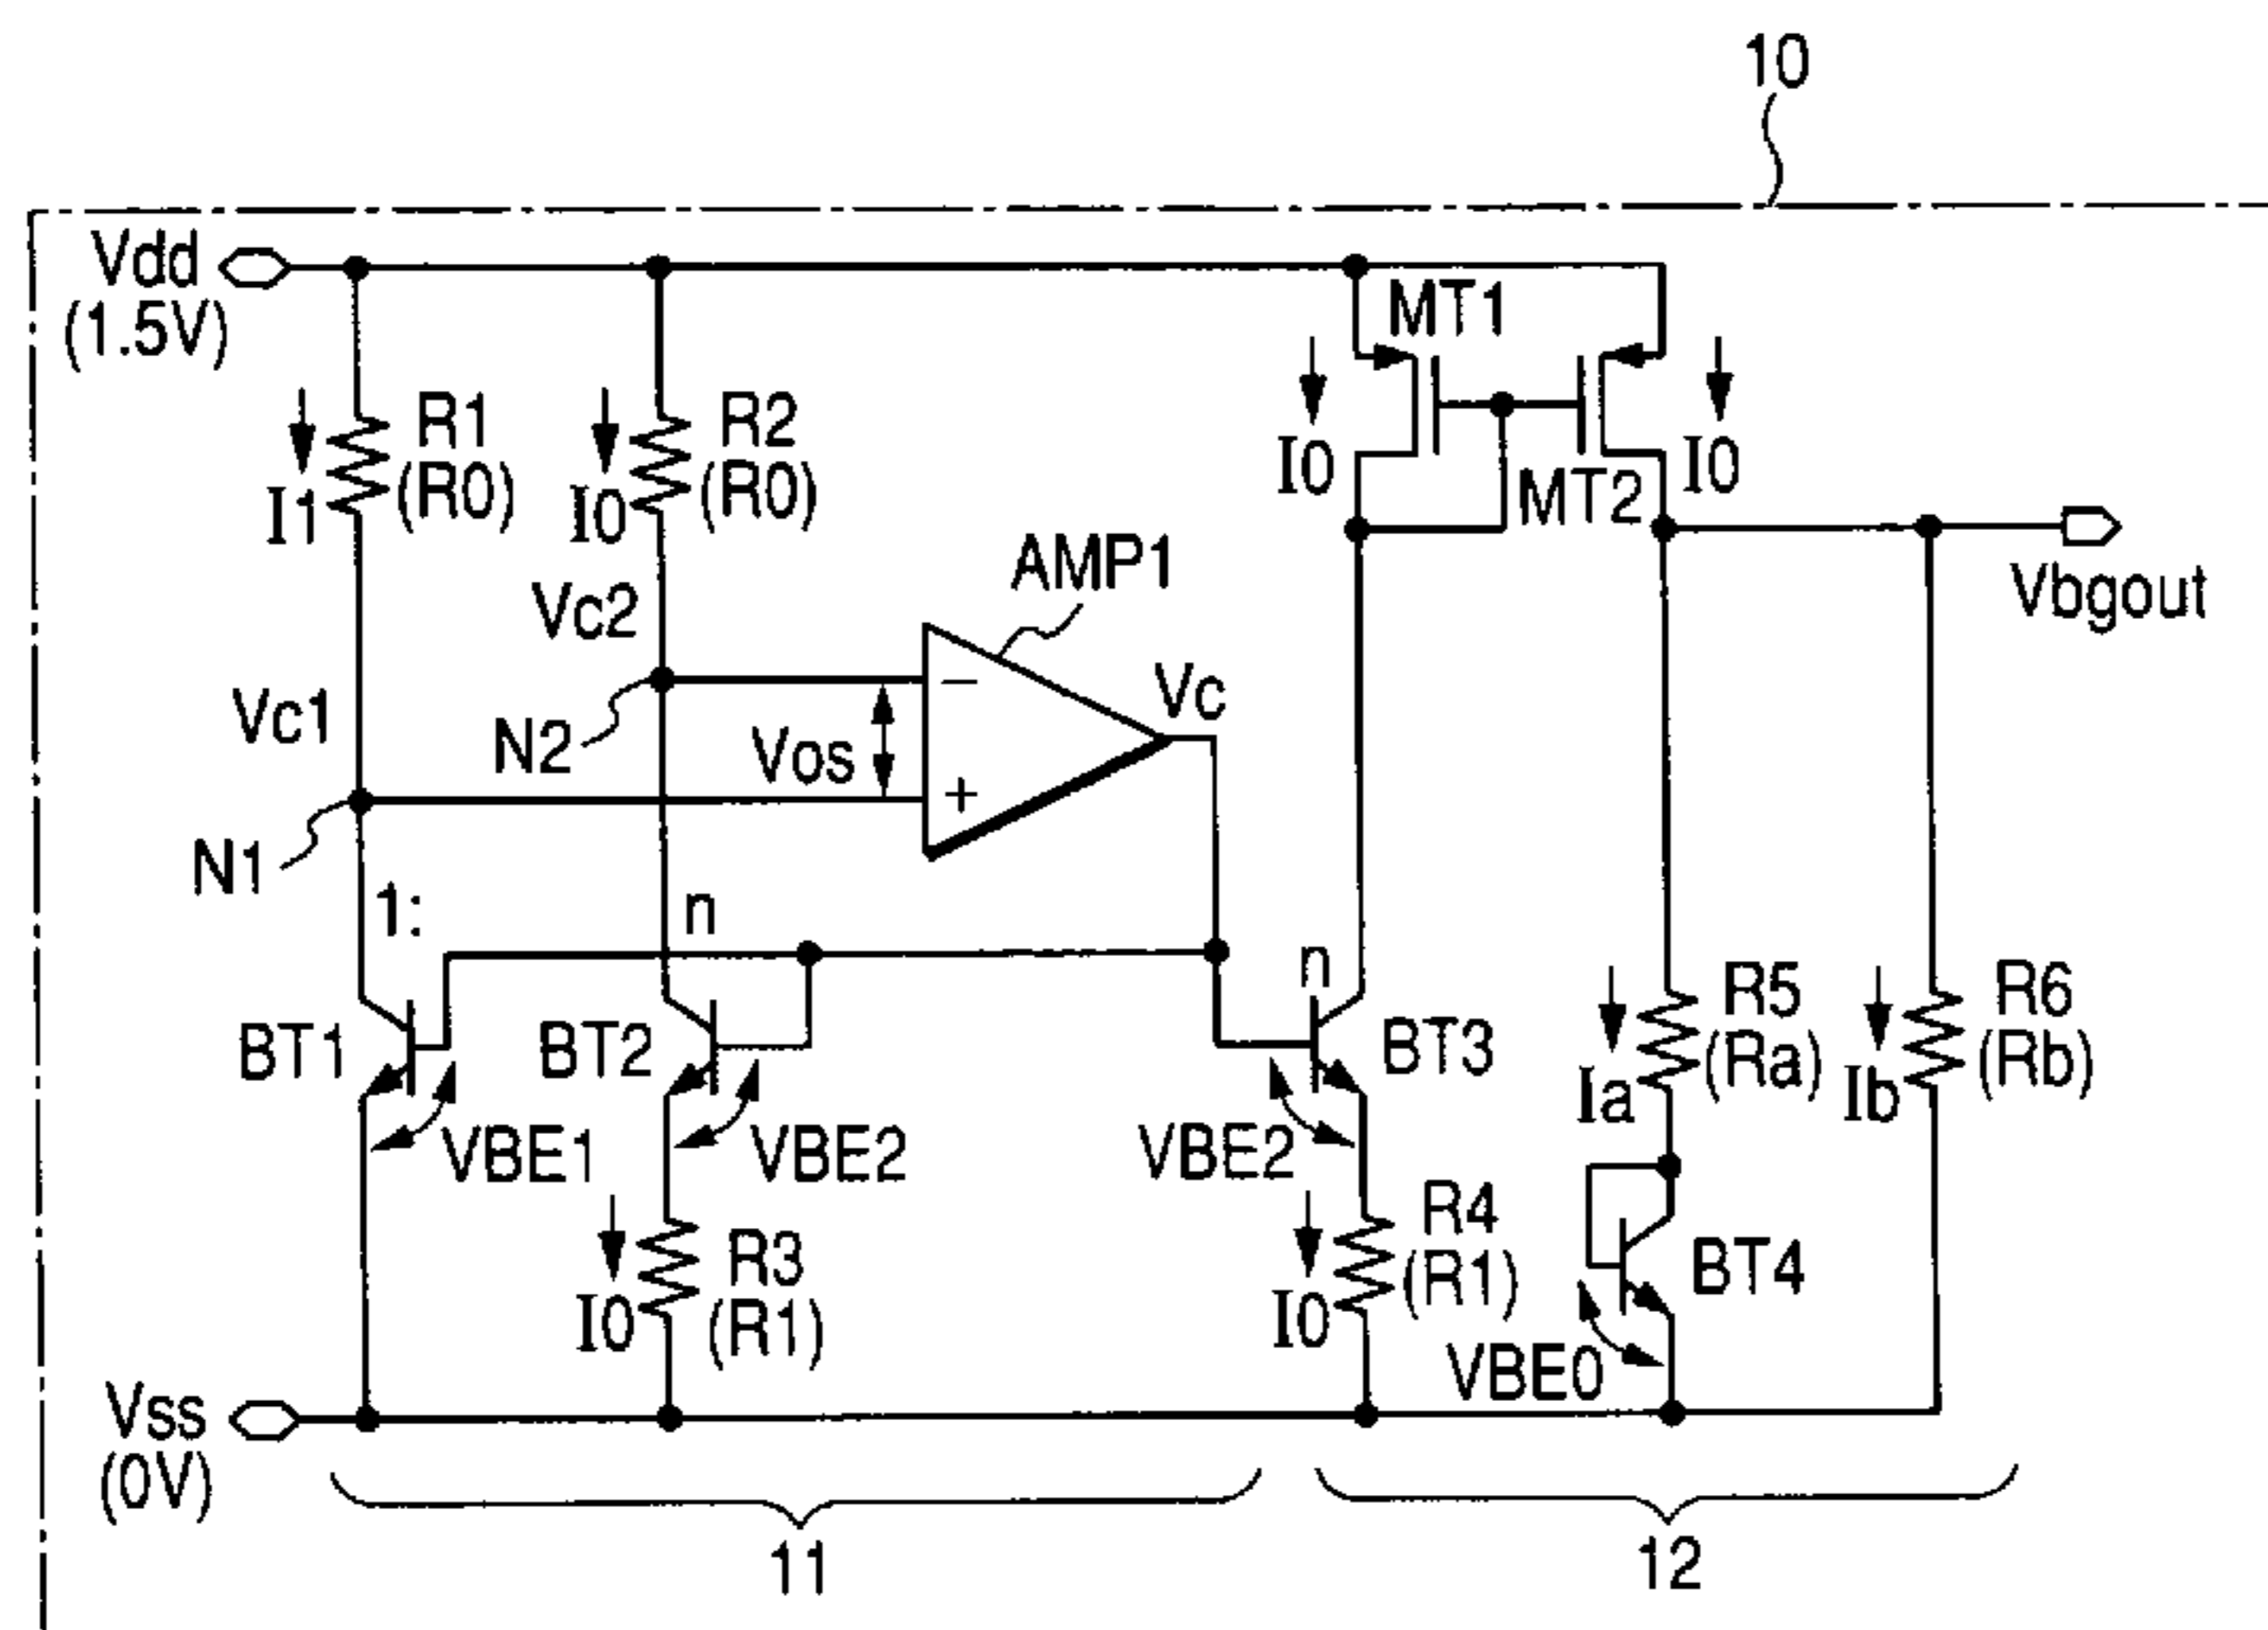 10
Vdd
(1.5V)
MT1
I0
I0
MT2
R1
(R0)
I1
R2
(R0)
I0
Vbgout
AMP1
Vc2
Vc
Vc1
N2
Vos
−
+
N1
1:
n
n
BT1
BT2
BT3
VBE1
VBE2
VBE2
R5
(Ra)
Ia
R6
(Rb)
Ib
R3
(R1)
I0
R4
(R1)
I0
BT4
VBE0
Vss
(0V)
11
12